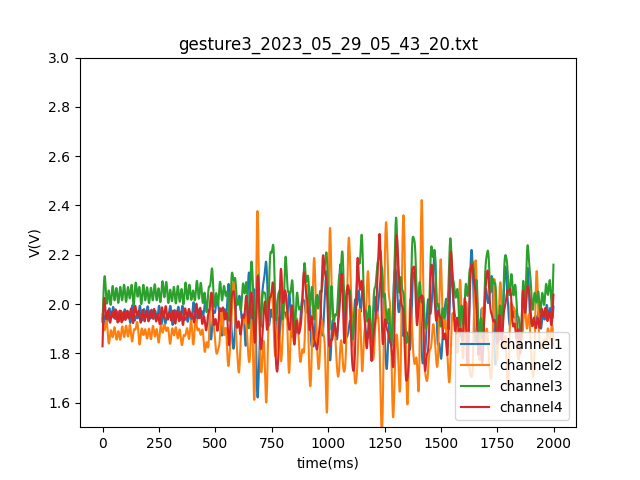 gesture3_2023_05_29_05_43_20.txt
3.0
2.8
2.6
2.4
2.2
2.0
1.8
1.6
V(V)
0 250 500 750 1000 1250 1500 1750 2000
time(ms)
channel1
channel2
channel3
channel4